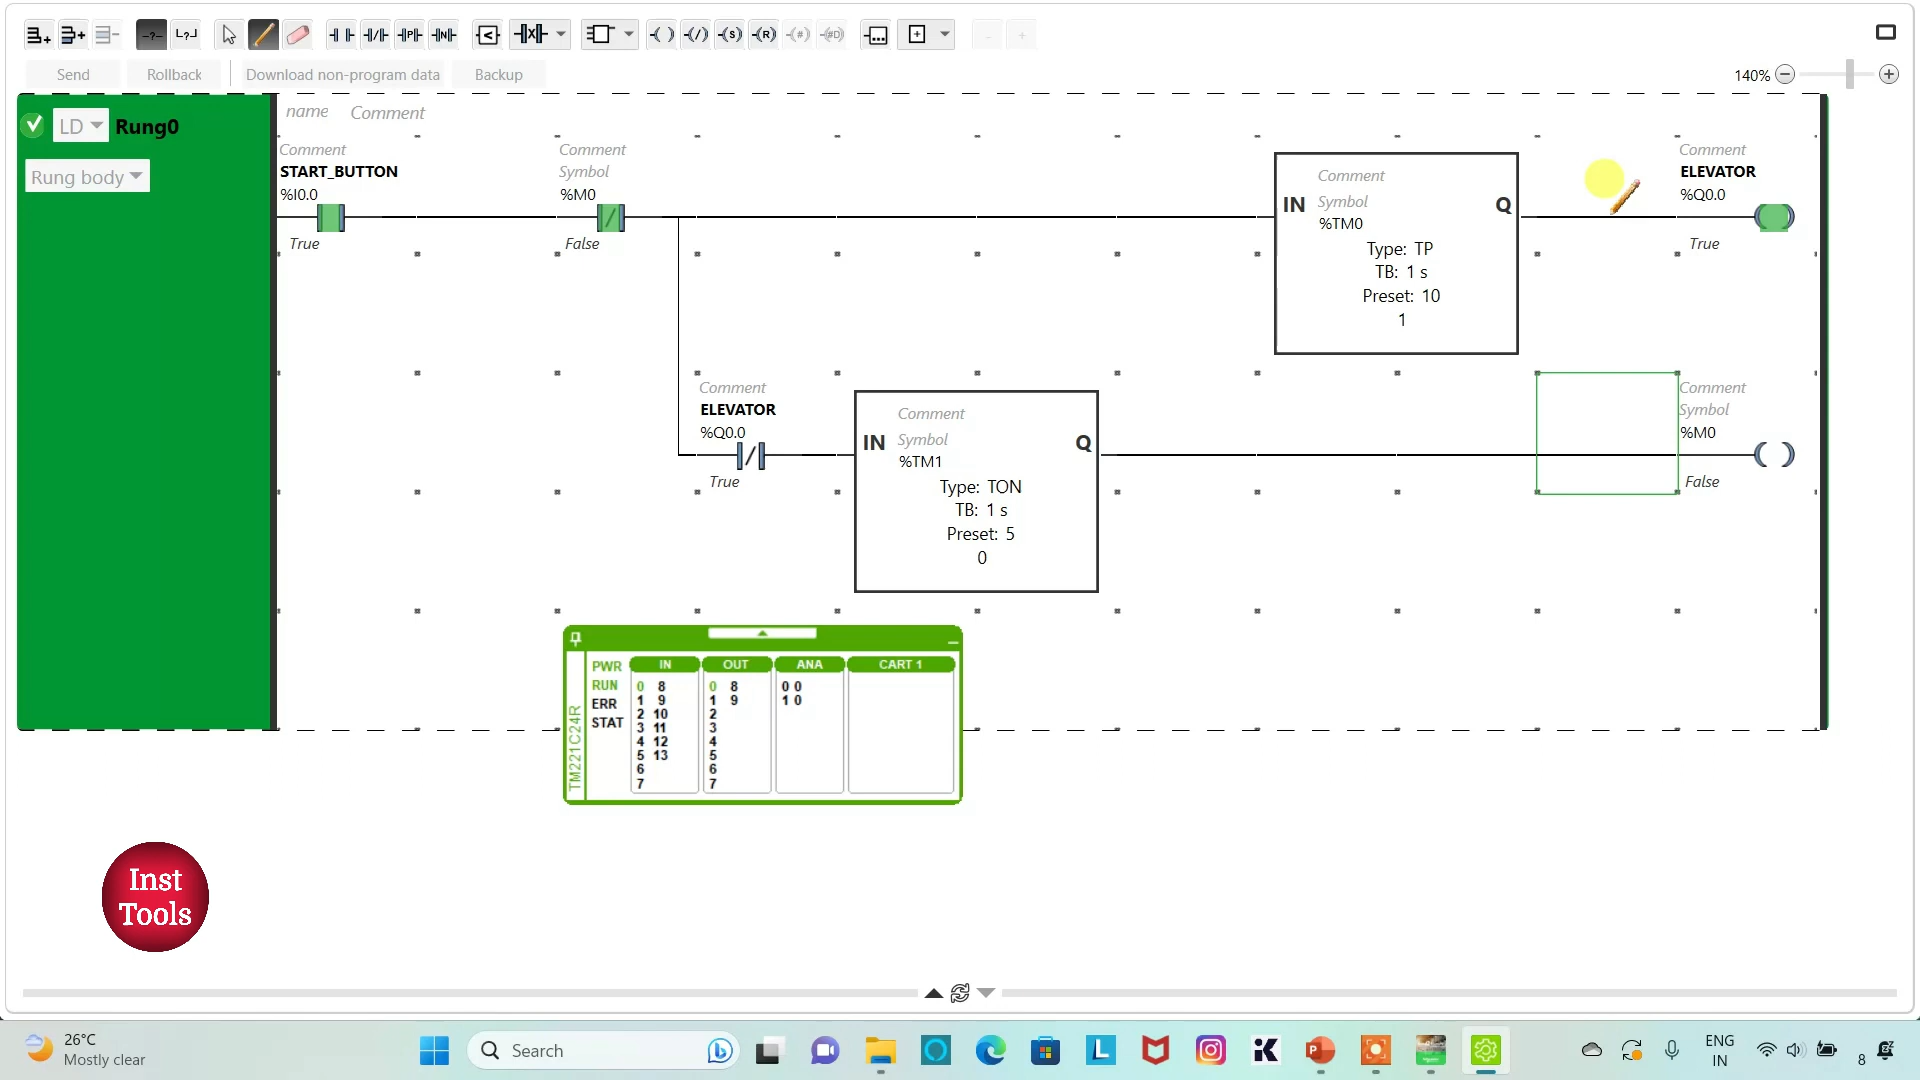 -?-
L?┘
P
N
<
X
( )
(/)
(S)
(R)
(#)
(#D)
...
-
+
Send
Rollback
Download non-program data
Backup
140%
LD
Rung0
Rung body
name
Comment
Comment
START_BUTTON
%I0.0
True
Comment
Symbol
%M0
False
Comment
Symbol
%TM0
IN
Q
Type: TP
TB: 1 s
Preset: 10
1
Comment
ELEVATOR
%Q0.0
True
Comment
ELEVATOR
%Q0.0
True
Comment
Symbol
%TM1
IN
Q
Type: TON
TB: 1 s
Preset: 5
0
Comment
Symbol
%M0
False
TM221C24R
PWR
RUN
ERR
STAT
IN
0 8
1 9
2 10
3 11
4 12
5 13
6
7
OUT
0 8
1 9
2
3
4
5
6
7
ANA
0 0
1 0
CART 1
Inst
Tools
26°C
Mostly clear
Search
L
K
P
ENG
IN
8